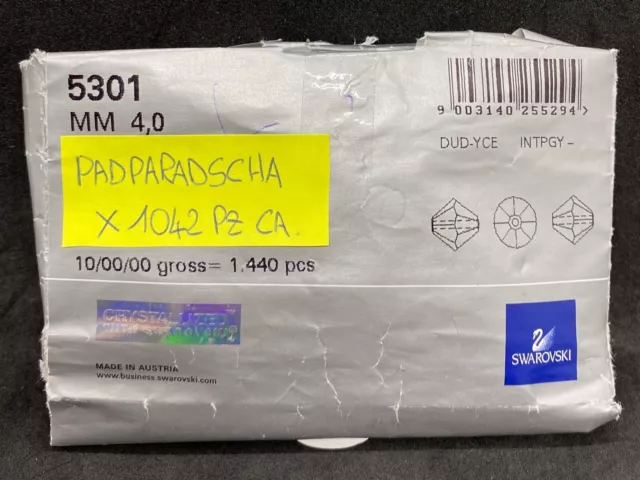 5301
MM 4,0
PADPARADSCHA
X 1042 PZ CA.
10/00/00 gross= 1.440 pcs
9 003140 255294 >
DUD-YCE INTPGY -
CRYSTALLIZED™
MADE IN AUSTRIA
www.business.swarovski.com
SWAROVSKI